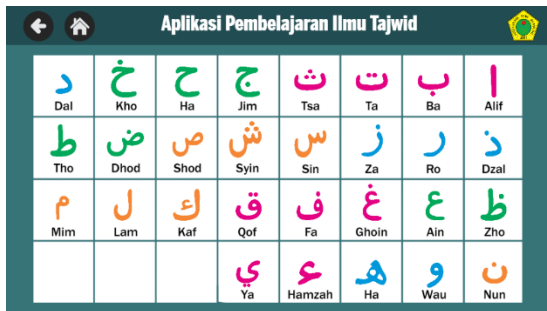 Aplikasi Pembelajaran Ilmu Tajwid
ا ب ت ث ج ح خ د
Alif Ba Ta Tsa Jim Ha Kho Dal
ذ ر ز س ش ص ض ط
Dzal Ro Za Sin Syin Shod Dhod Tho
ظ ع غ ف ق ك ل م
Zho Ain Ghoin Fa Qof Kaf Lam Mim
ن و ه ء ي
Nun Wau Ha Hamzah Ya